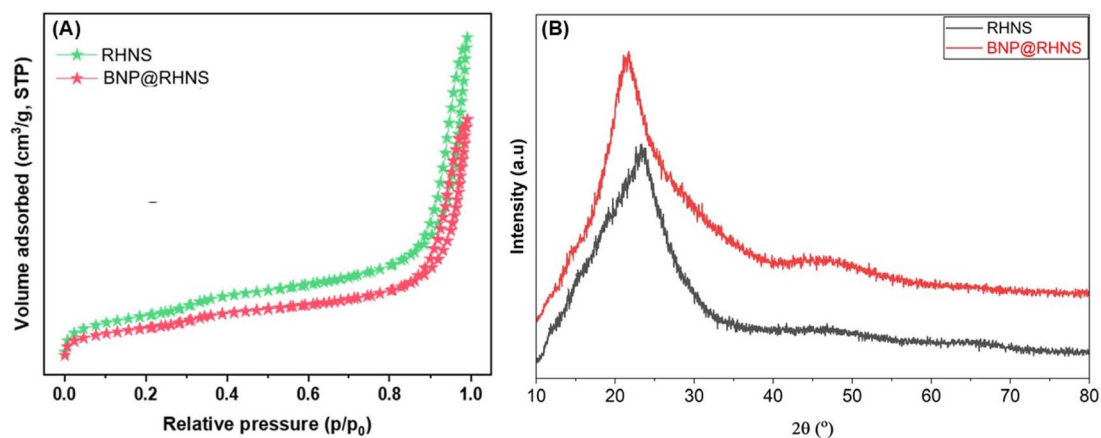 (A)
RHNS
BNP@RHNS
Volume adsorbed (cm³/g, STP)
0.0 0.2 0.4 0.6 0.8 1.0
Relative pressure (p/p₀)
(B)
RHNS
BNP@RHNS
Intensity (a.u)
10 20 30 40 50 60 70 80
2θ (°)